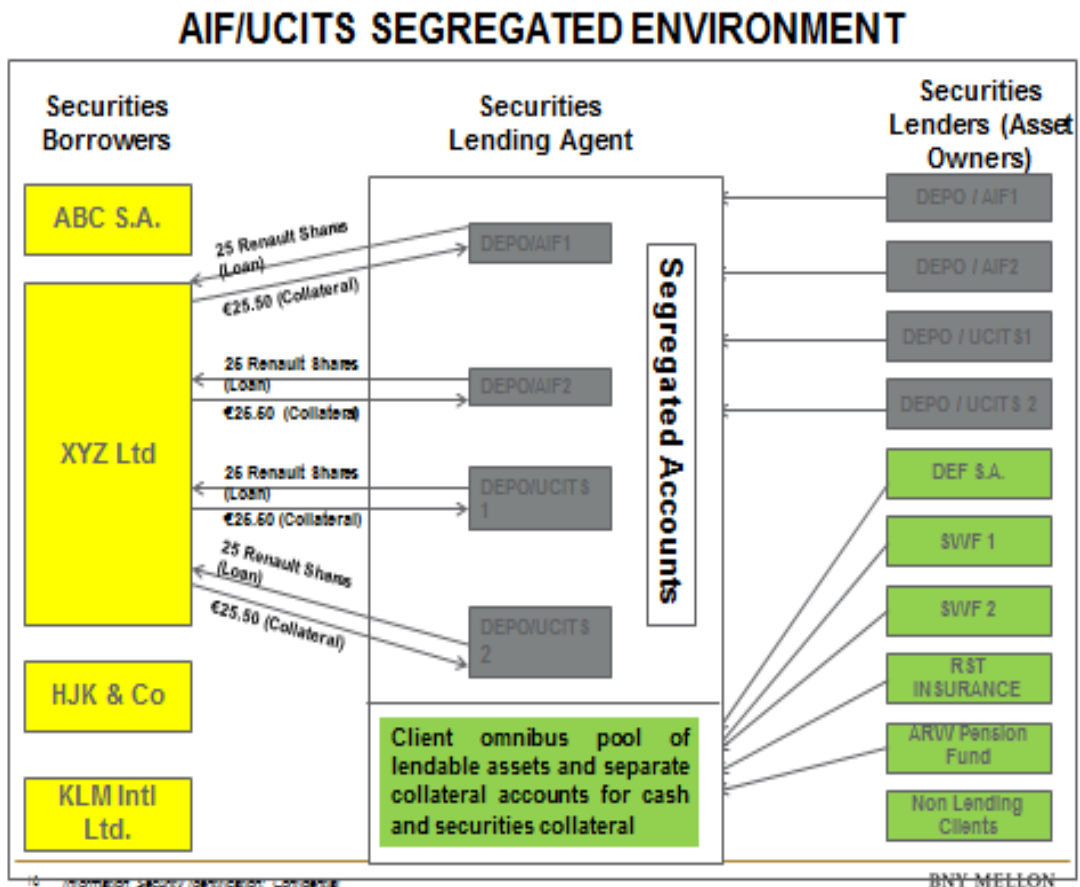 AIF/UCITS SEGREGATED ENVIRONMENT
Securities
Borrowers
Securities
Lending Agent
Securities
Lenders (Asset
Owners)
ABC S.A.
XYZ Ltd
HJK & Co
KLM Intl
Ltd.
25 Renault Shares
(Loan)
€25.50 (Collateral)
25 Renault Shares
(Loan)
€25.50 (Collateral)
25 Renault Shares
(Loan)
€25.50 (Collateral)
25 Renault Shares
(Loan)
€25.50 (Collateral)
DEPO/AIF1
DEPO/AIF2
DEPO/UCITS
1
DEPO/UCITS
2
Segregated Accounts
Client omnibus pool of
lendable assets and separate
collateral accounts for cash
and securities collateral
DEPO / AIF1
DEPO / AIF2
DEPO / UCITS1
DEPO / UCITS 2
DEF S.A.
SWF 1
SWF 2
RST
INSURANCE
ARW Pension
Fund
Non Lending
Clients
Information Security Identification: Confidential
BNY MELLON